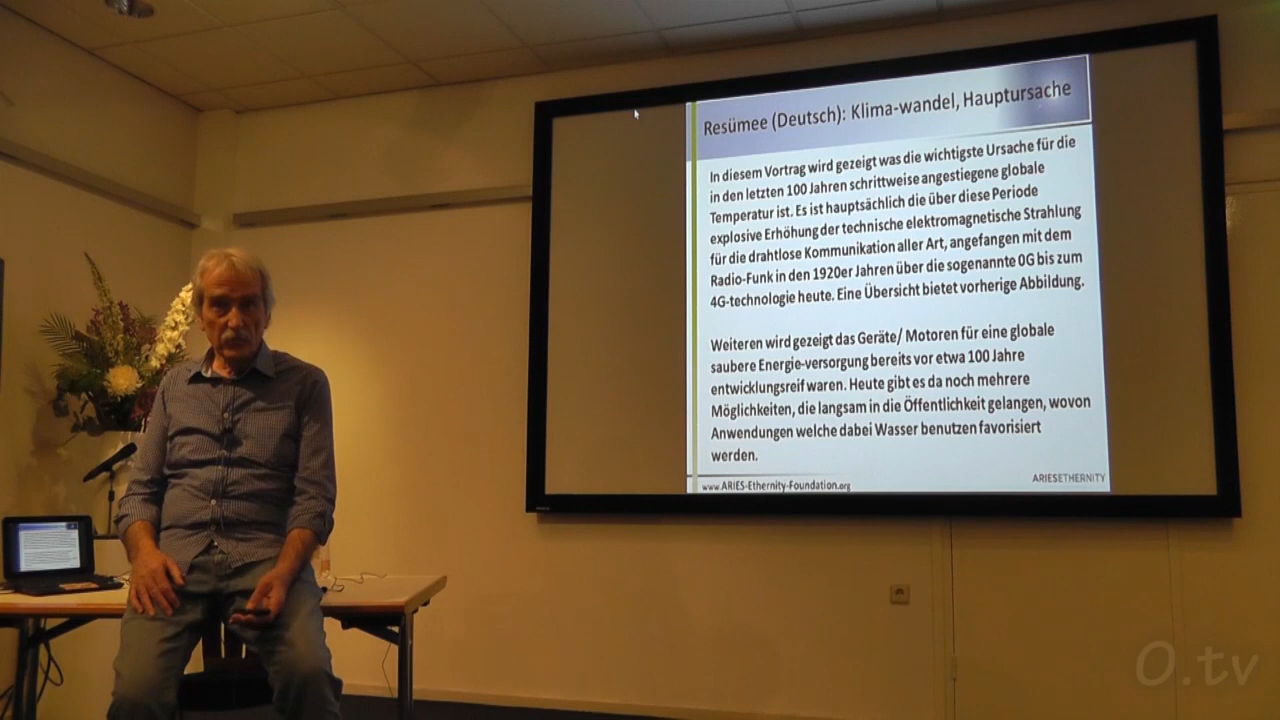 Resümee (Deutsch): Klima-wandel, Hauptursache
In diesem Vortrag wird gezeigt was die wichtigste Ursache für die
in den letzten 100 Jahren schrittweise angestiegene globale
Temperatur ist. Es ist hauptsächlich die über diese Periode
explosive Erhöhung der technische elektromagnetische Strahlung
für die drahtlose Kommunikation aller Art, angefangen mit dem
Radio-Funk in den 1920er Jahren über die sogenannte 0G bis zum
4G-technologie heute. Eine Übersicht bietet vorherige Abbildung.
Weiteren wird gezeigt das Geräte/ Motoren für eine globale
saubere Energie-versorgung bereits vor etwa 100 Jahre
entwicklungsreif waren. Heute gibt es da noch mehrere
Möglichkeiten, die langsam in die Öffentlichkeit gelangen, wovon
Anwendungen welche dabei Wasser benutzen favorisiert
werden.
www.ARIES-Ethernity-Foundation.org
ARIESETHERNITY
O.tv